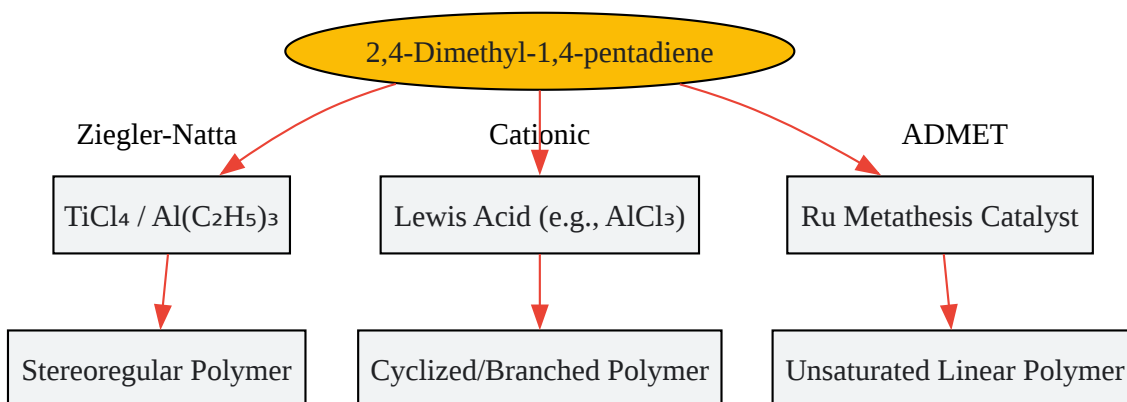 2,4-Dimethyl-1,4-pentadiene
Ziegler-Natta
Cationic
ADMET
TiCl₄ / Al(C₂H₅)₃
Lewis Acid (e.g., AlCl₃)
Ru Metathesis Catalyst
Stereoregular Polymer
Cyclized/Branched Polymer
Unsaturated Linear Polymer